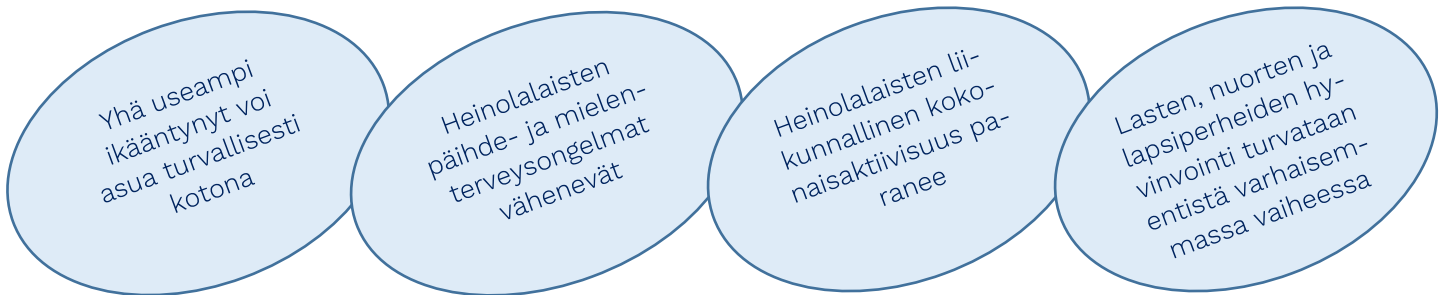 Yhä useampi
ikääntynyt voi
asua turvallisesti
kotona
Heinolalaisten
päihde- ja mielen-
terveysongelmat
vähenevät
Heinolalaisten lii-
kunnallinen koko-
naisaktiivisuus pa-
ranee
Lasten, nuorten ja
lapsiperheiden hy-
vinvointi turvataan
entistä varhaisem-
massa vaiheessa